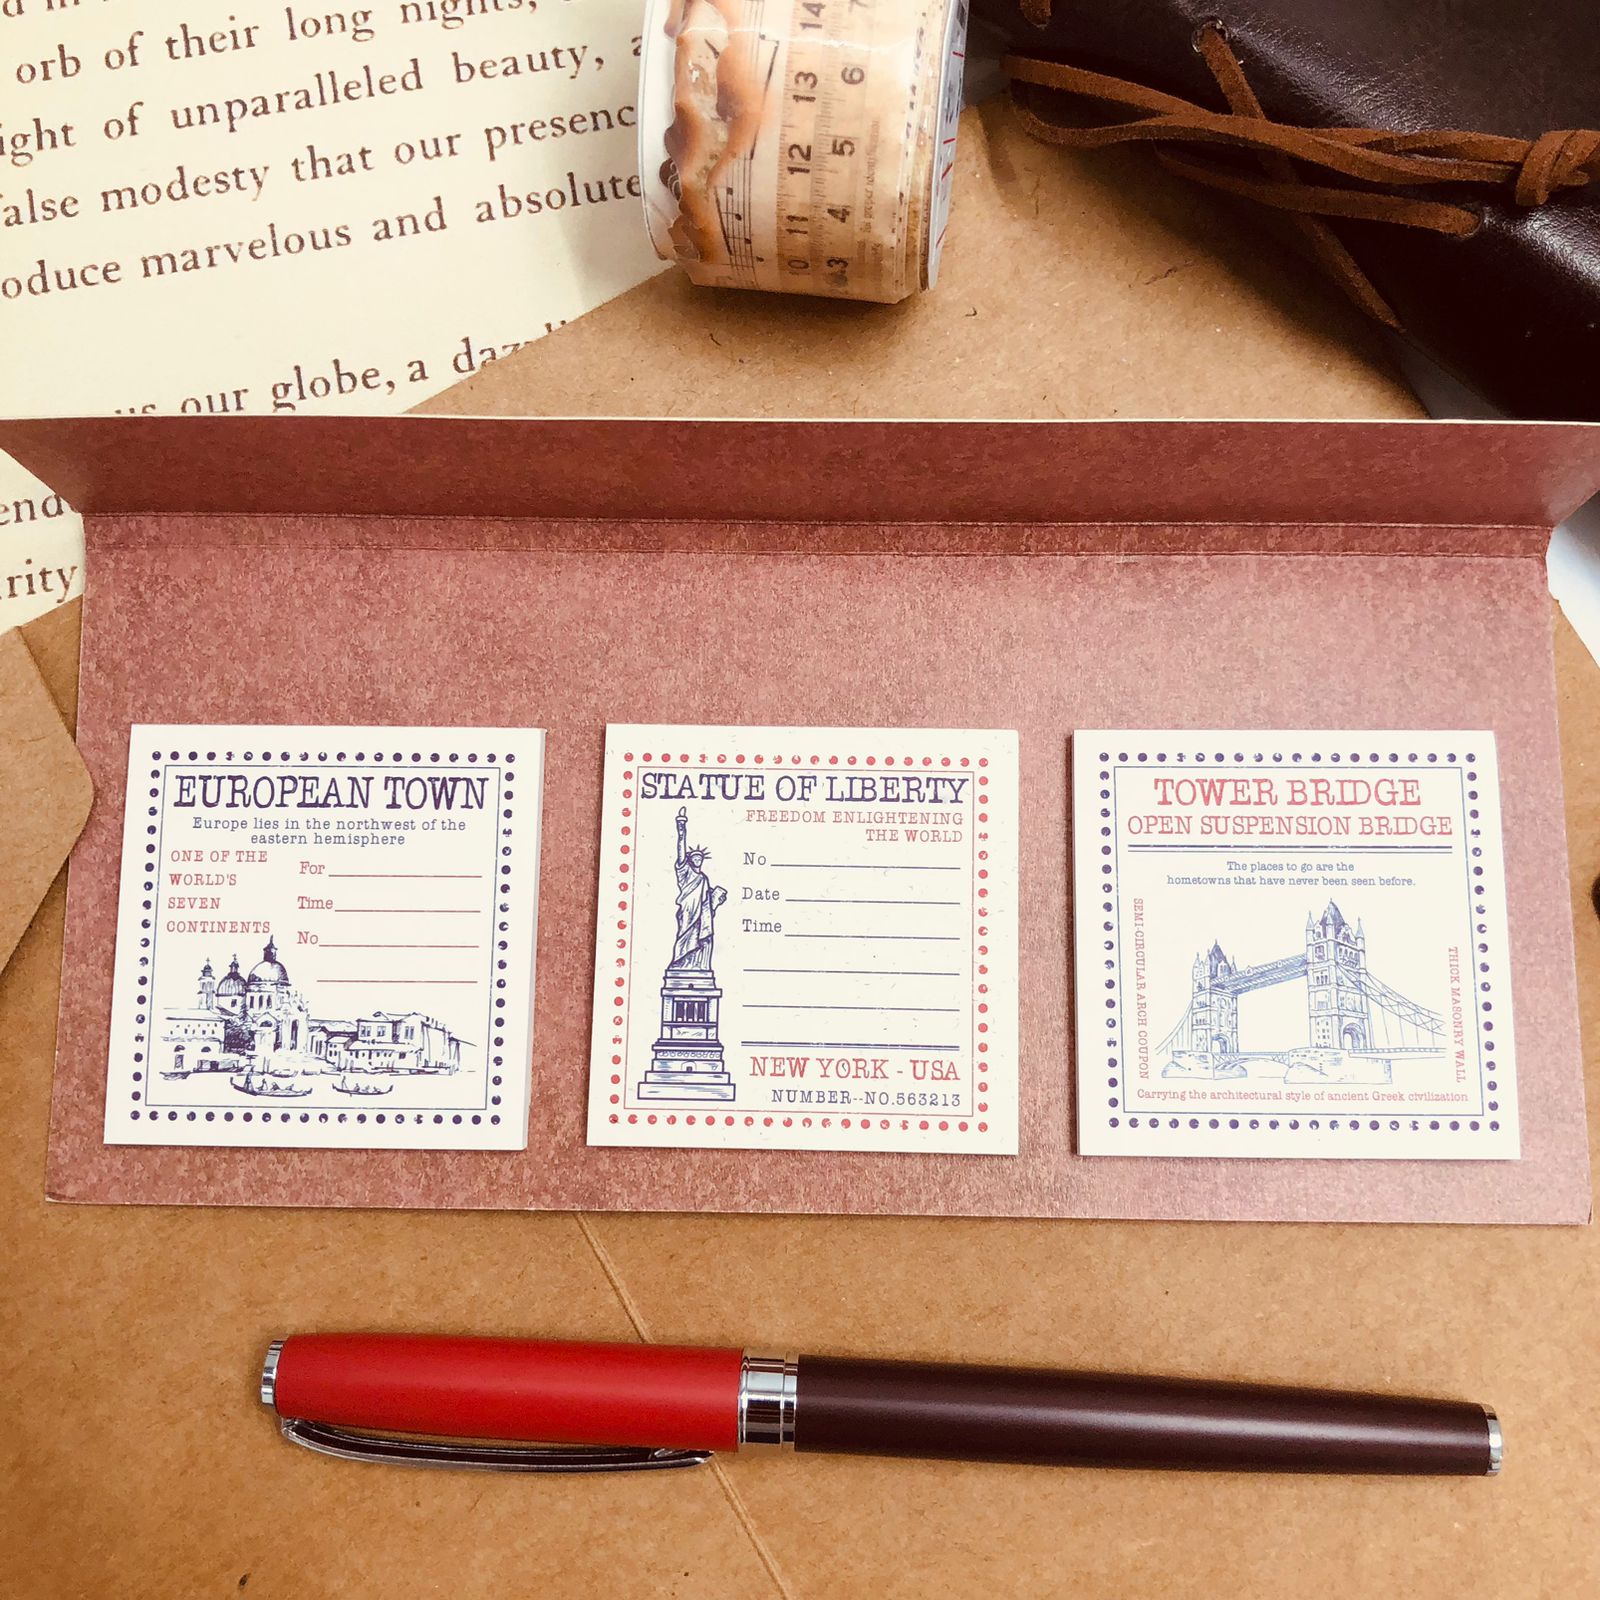 orb of their long nights,
ight of unparalleled beauty,
false modesty that our presenc
oduce marvelous and absolute
us our globe, a dazzli
rity
14
13 6
12 5
11 4
10 3
EUROPEAN TOWN
Europe lies in the northwest of the
eastern hemisphere
ONE OF THE
WORLD'S
SEVEN
CONTINENTS
For
Time
No
STATUE OF LIBERTY
FREEDOM ENLIGHTENING
THE WORLD
No
Date
Time
NEW YORK - USA
NUMBER--NO.563213
TOWER BRIDGE
OPEN SUSPENSION BRIDGE
The places to go are the
hometowns that have never been seen before.
SEMI-CIRCULAR ARCH COUPON
THICK MASONRY WALL
Carrying the architectural style of ancient Greek civilization